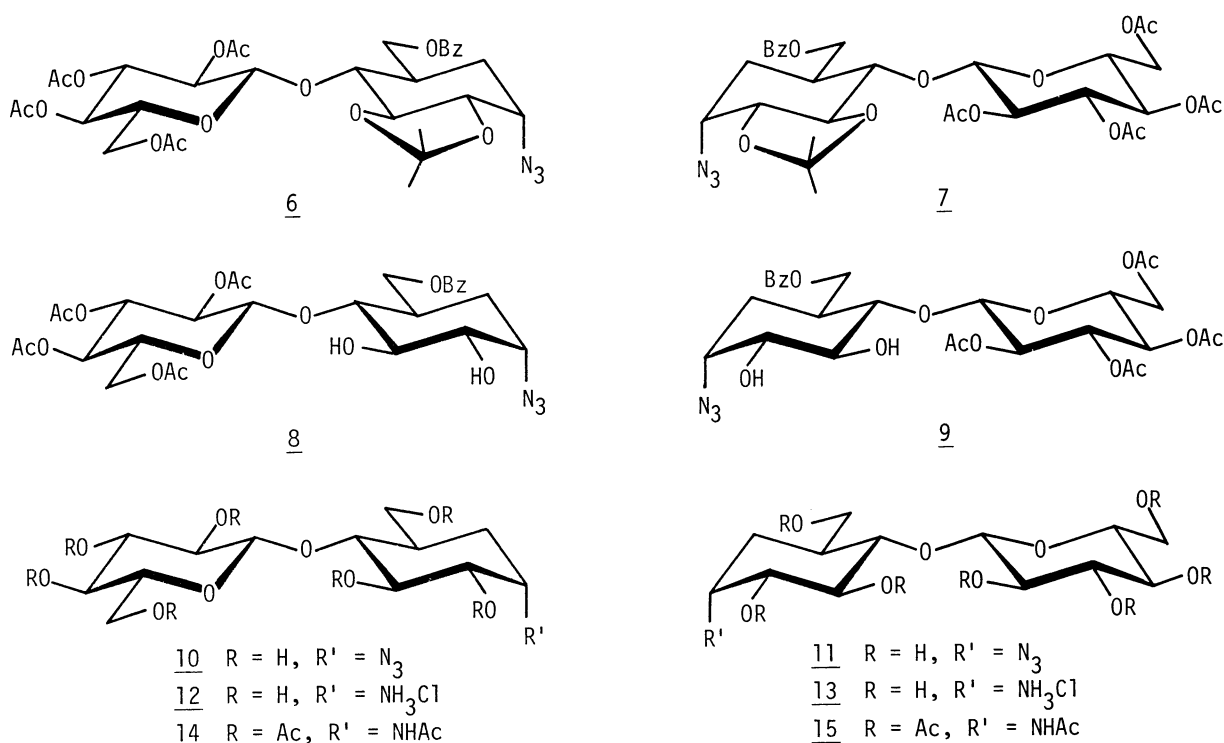 OAc
AcO
AcO
OAc
O
O
OBz
O
O
N3
6
BzO
O
O
N3
O
O
AcO
OAc
OAc
OAc
7
OAc
AcO
AcO
OAc
O
O
OBz
HO
HO
N3
8
BzO
OH
OH
N3
O
O
AcO
OAc
OAc
OAc
9
OR
RO
RO
OR
O
O
OR
RO
RO
R'
10 R = H, R' = N3
12 R = H, R' = NH3Cl
14 R = Ac, R' = NHAc
RO
OR
OR
R'
O
O
RO
OR
OR
OR
11 R = H, R' = N3
13 R = H, R' = NH3Cl
15 R = Ac, R' = NHAc